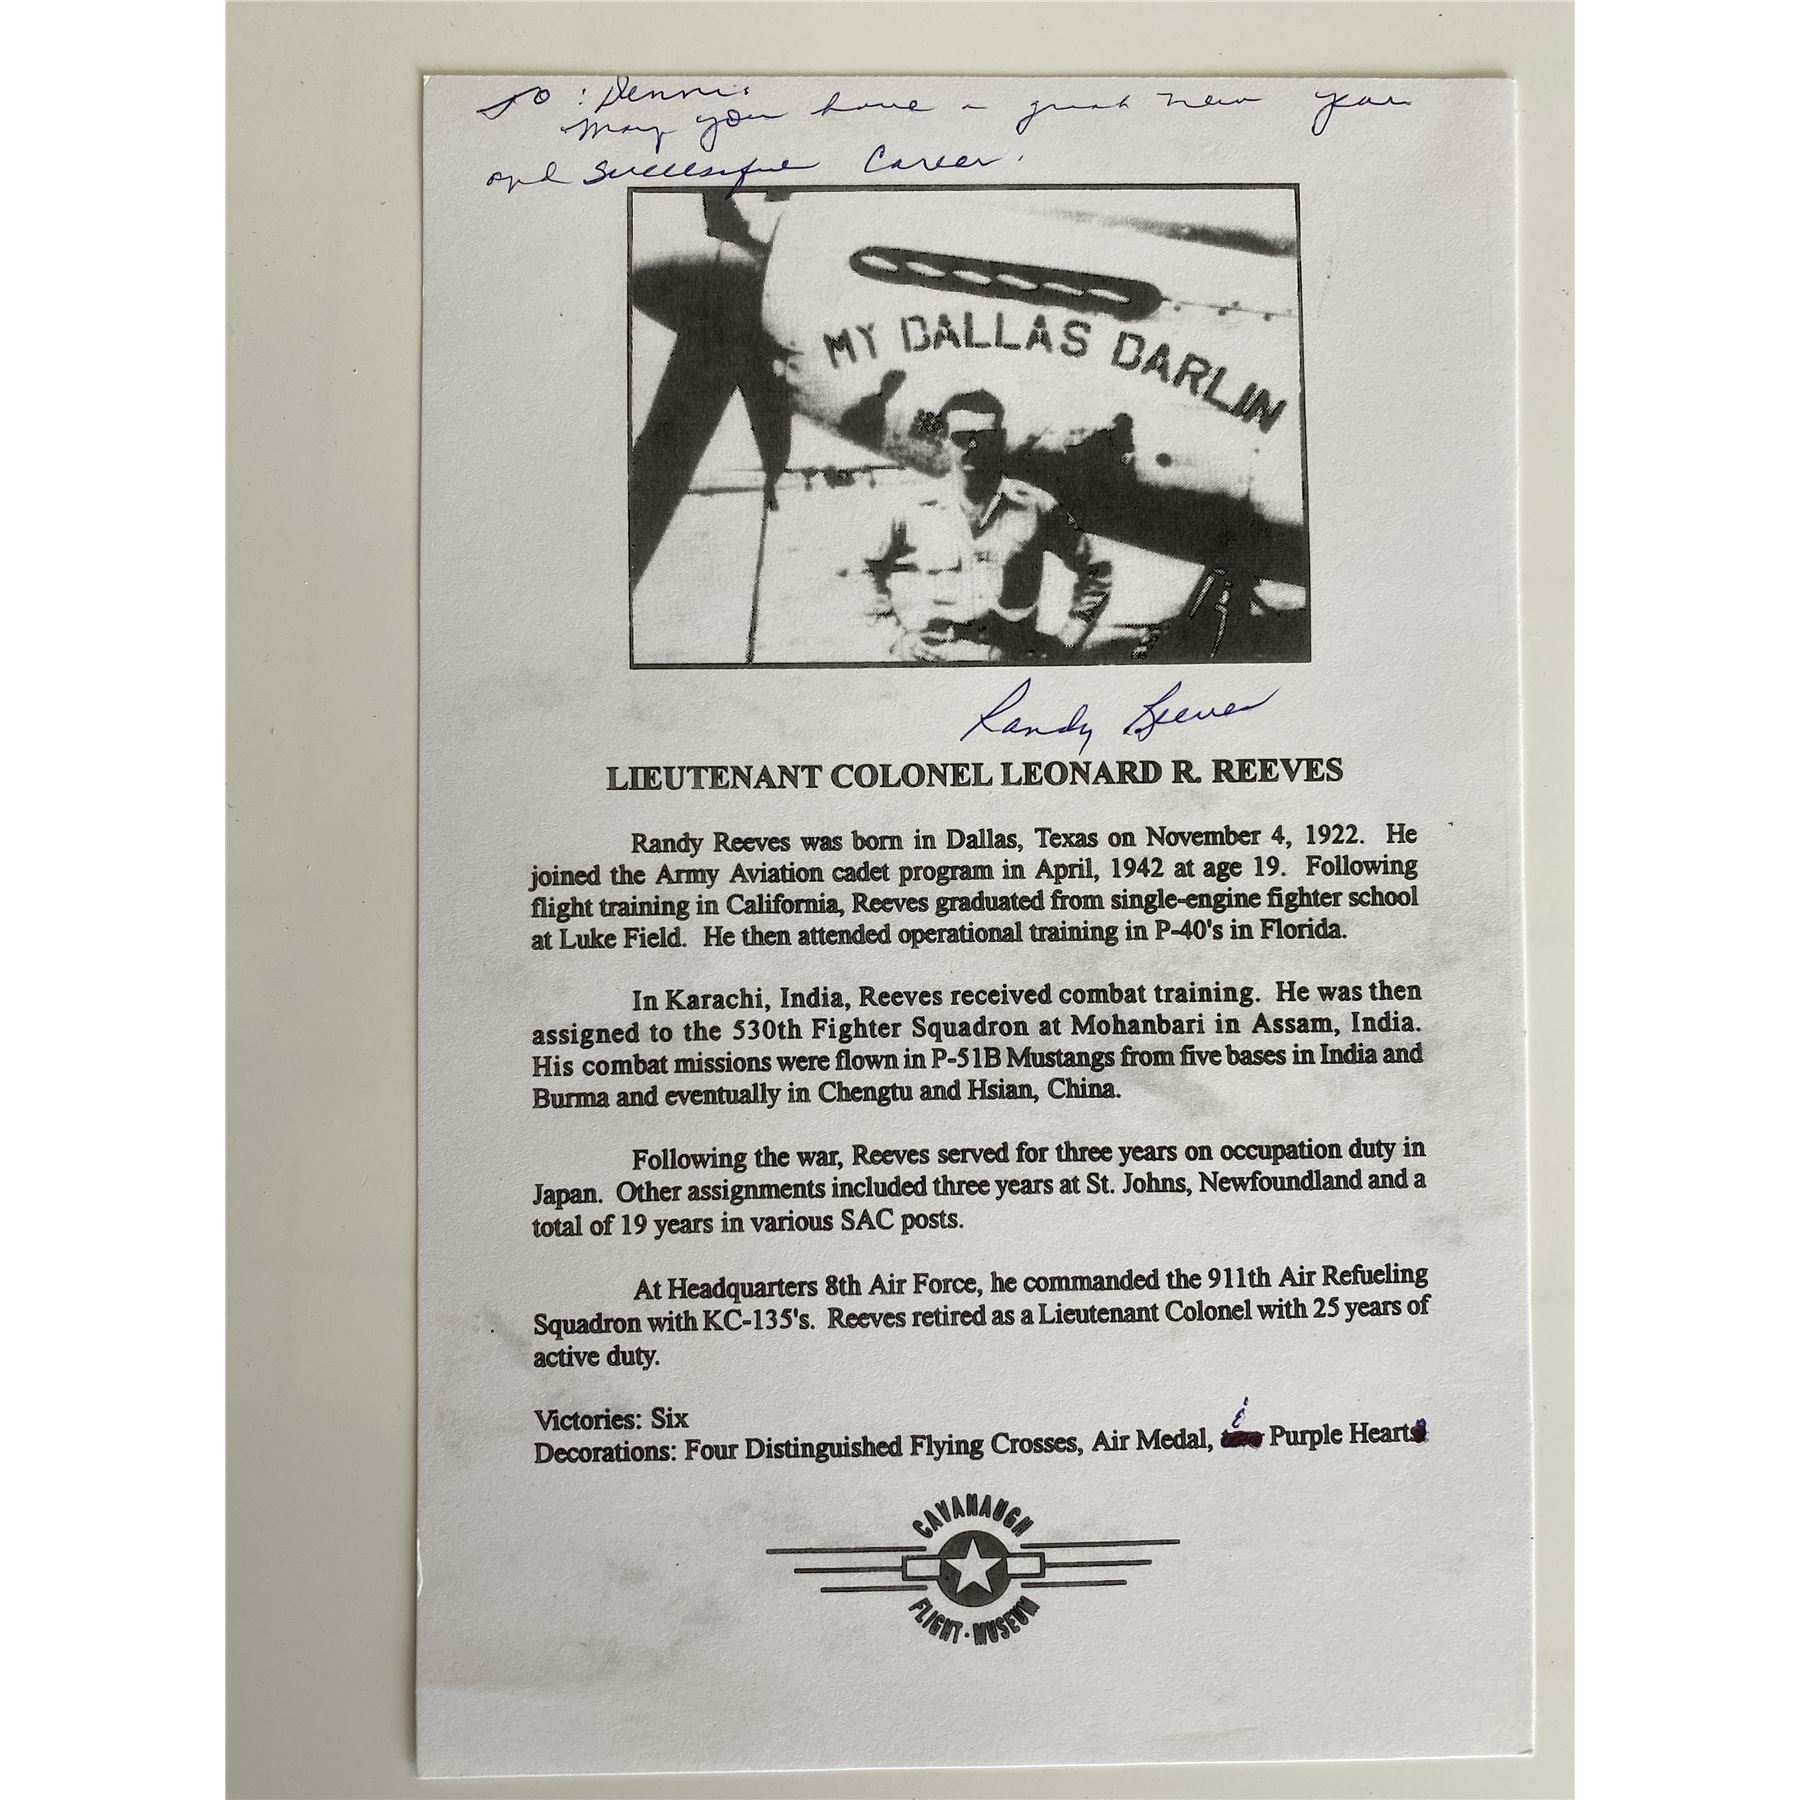 To: Dennis
May you have a great new year
and successful career.
MY DALLAS DARLIN
Randy Reeves
LIEUTENANT COLONEL LEONARD R. REEVES
Randy Reeves was born in Dallas, Texas on November 4, 1922. He
joined the Army Aviation cadet program in April, 1942 at age 19. Following
flight training in California, Reeves graduated from single-engine fighter school
at Luke Field. He then attended operational training in P-40's in Florida.
In Karachi, India, Reeves received combat training. He was then
assigned to the 530th Fighter Squadron at Mohanbari in Assam, India.
His combat missions were flown in P-51B Mustangs from five bases in India and
Burma and eventually in Chengtu and Hsian, China.
Following the war, Reeves served for three years on occupation duty in
Japan. Other assignments included three years at St. Johns, Newfoundland and a
total of 19 years in various SAC posts.
At Headquarters 8th Air Force, he commanded the 911th Air Refueling
Squadron with KC-135's. Reeves retired as a Lieutenant Colonel with 25 years of
active duty.
Victories: Six
Decorations: Four Distinguished Flying Crosses, Air Medal, Purple Heart
CAVANAUGH
FLIGHT · MUSEUM